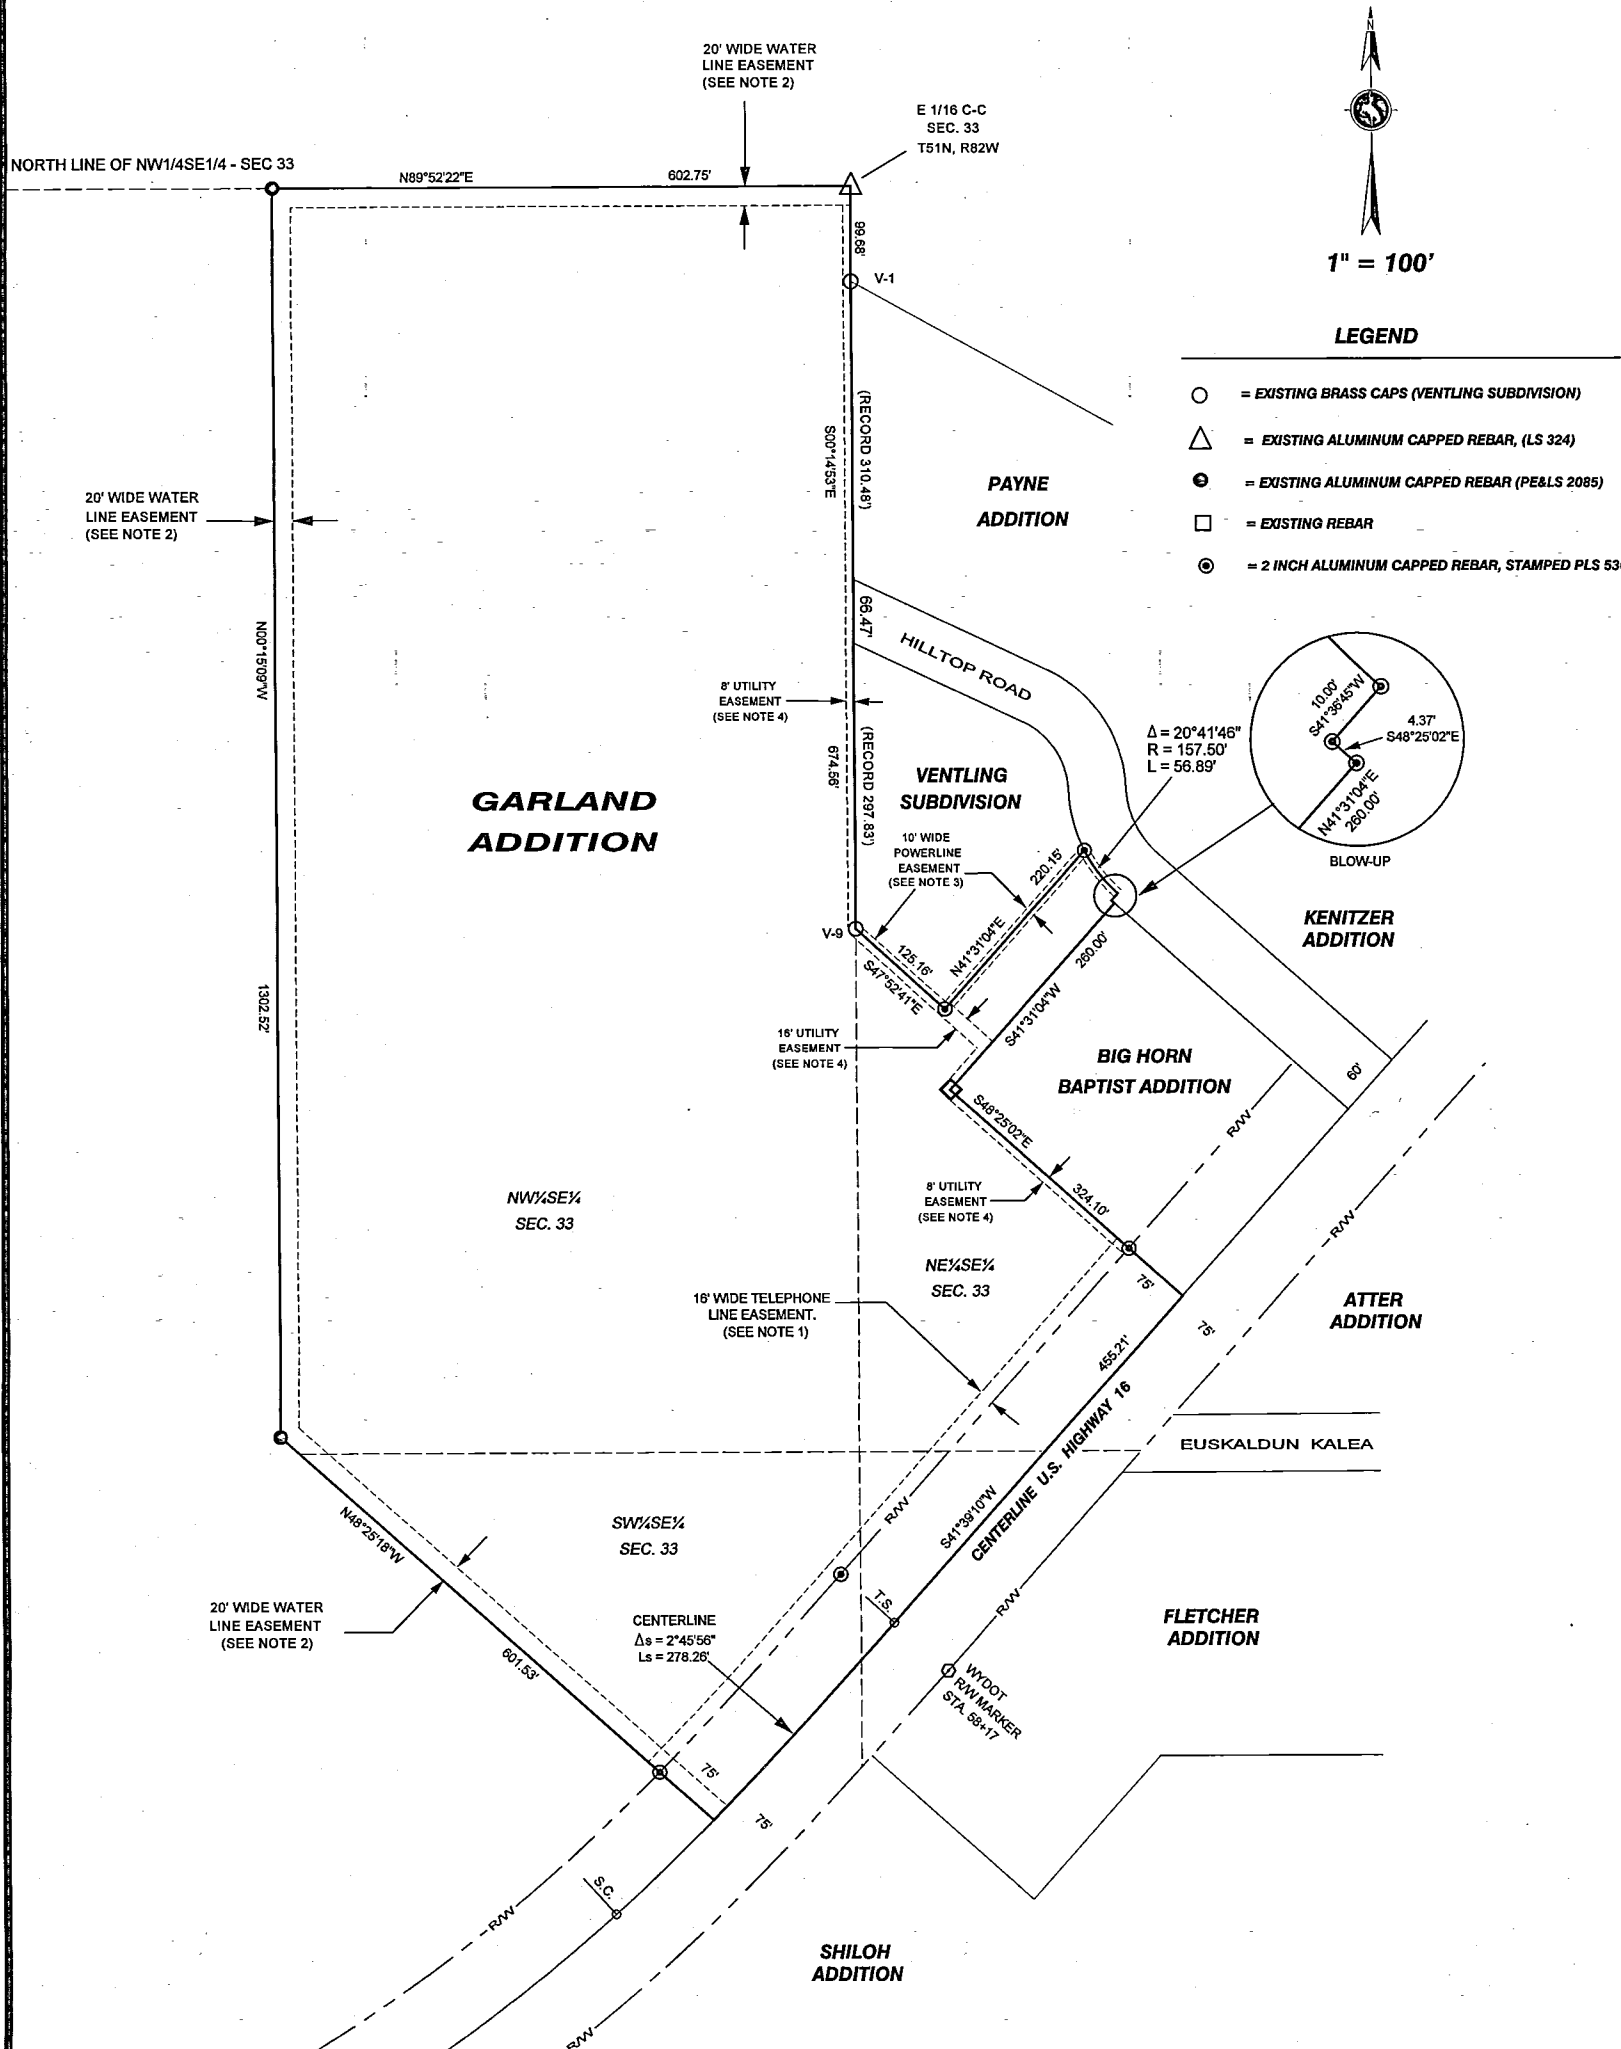 N
1" = 100'
20' WIDE WATER
LINE EASEMENT
(SEE NOTE 2)
E 1/16 C-C
SEC. 33
T51N, R82W
NORTH LINE OF NW1/4SE1/4 - SEC 33
N89°52'22"E
602.75'
99.68'
V-1
LEGEND
= EXISTING BRASS CAPS (VENTLING SUBDIVISION)
= EXISTING ALUMINUM CAPPED REBAR, (LS 324)
= EXISTING ALUMINUM CAPPED REBAR (PE&LS 2085)
= EXISTING REBAR
= 2 INCH ALUMINUM CAPPED REBAR, STAMPED PLS 53
(RECORD 310.48')
S00°14'53"E
PAYNE
ADDITION
20' WIDE WATER
LINE EASEMENT
(SEE NOTE 2)
N00°15'09"W
66.47'
HILLTOP ROAD
8' UTILITY
EASEMENT
(SEE NOTE 4)
10.00'
S41°36'45"W
4.37'
S48°25'02"E
N41°31'04"E
260.00'
BLOW-UP
Δ = 20°41'46"
R = 157.50'
L = 56.89'
674.56'
(RECORD 297.83')
VENTLING
SUBDIVISION
GARLAND
ADDITION
10' WIDE
POWERLINE
EASEMENT
(SEE NOTE 3)
220.15'
N41°31'04"E
V-9
125.16'
S47°52'41"E
260.00'
S41°31'04"W
KENITZER
ADDITION
1302.52'
16' UTILITY
EASEMENT
(SEE NOTE 4)
BIG HORN
BAPTIST ADDITION
60'
S48°25'02"E
324.10'
R/W
R/W
8' UTILITY
EASEMENT
(SEE NOTE 4)
NW¼SE¼
SEC. 33
NE¼SE¼
SEC. 33
75'
75'
16' WIDE TELEPHONE
LINE EASEMENT.
(SEE NOTE 1)
ATTER
ADDITION
455.21'
CENTERLINE U.S. HIGHWAY 16
S41°39'10"W
EUSKALDUN KALEA
R/W
N48°25'18"W
SW¼SE¼
SEC. 33
20' WIDE WATER
LINE EASEMENT
(SEE NOTE 2)
601.53'
CENTERLINE
Δs = 2°45'56"
Ls = 278.26'
T.S.
R/W
FLETCHER
ADDITION
WYDOT
R/W MARKER
STA. 58+17
75'
75'
S.C.
R/W
SHILOH
ADDITION
R/W